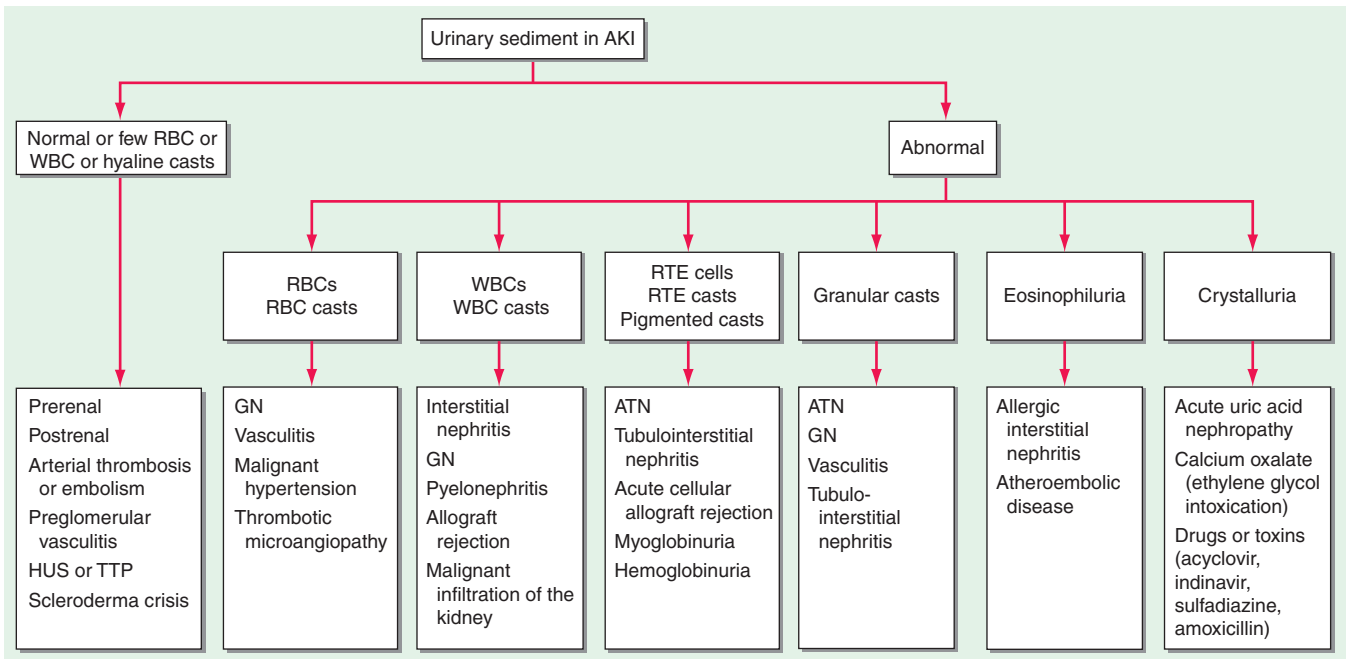 Urinary sediment in AKI
Normal or few RBC or
WBC or hyaline casts
Abnormal
RBCs
RBC casts
WBCs
WBC casts
RTE cells
RTE casts
Pigmented casts
Granular casts
Eosinophiluria
Crystalluria
Prerenal
Postrenal
Arterial thrombosis
or embolism
Preglomerular
vasculitis
HUS or TTP
Scleroderma crisis
GN
Vasculitis
Malignant
hypertension
Thrombotic
microangiopathy
Interstitial
nephritis
GN
Pyelonephritis
Allograft
rejection
Malignant
infiltration of the
kidney
ATN
Tubulointerstitial
nephritis
Acute cellular
allograft rejection
Myoglobinuria
Hemoglobinuria
ATN
GN
Vasculitis
Tubulo-
interstitial
nephritis
Allergic
interstitial
nephritis
Atheroembolic
disease
Acute uric acid
nephropathy
Calcium oxalate
(ethylene glycol
intoxication)
Drugs or toxins
(acyclovir,
indinavir,
sulfadiazine,
amoxicillin)